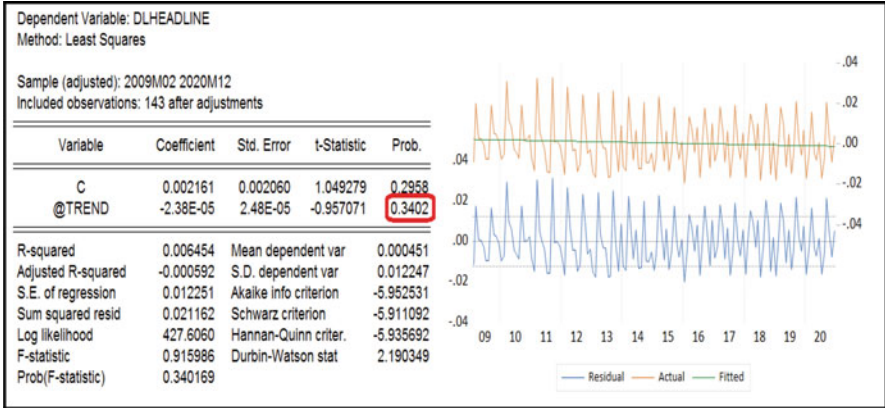 Dependent Variable: DLHEADLINE
Method: Least Squares
Sample (adjusted): 2009M02 2020M12
Included observations: 143 after adjustments
Variable Coefficient Std. Error t-Statistic Prob.
C 0.002161 0.002060 1.049279 0.2958
@TREND -2.38E-05 2.48E-05 -0.957071 0.3402
R-squared 0.006454 Mean dependent var 0.000451
Adjusted R-squared -0.000592 S.D. dependent var 0.012247
S.E. of regression 0.012251 Akaike info criterion -5.952531
Sum squared resid 0.021162 Schwarz criterion -5.911092
Log likelihood 427.6060 Hannan-Quinn criter. -5.935692
F-statistic 0.915986 Durbin-Watson stat 2.190349
Prob(F-statistic) 0.340169
.04
.02
.00
-.02
-.04
.04
.02
.00
-.02
-.04
09 10 11 12 13 14 15 16 17 18 19 20
Residual Actual Fitted